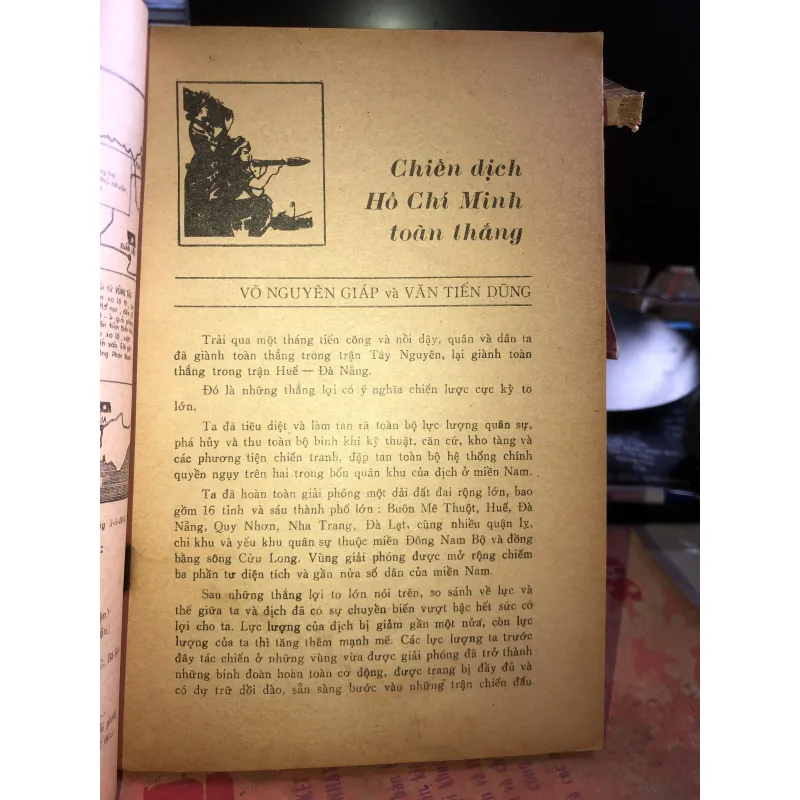 Chiến dịch
Hồ Chí Minh
toàn thắng
VÕ NGUYÊN GIÁP và VĂN TIẾN DŨNG
Trải qua một tháng tiến công và nồi dậy, quân và dân ta
đã giành toàn thắng trong trận Tây Nguyên, lại giành toàn
thắng trong trận Huế — Đà Nẵng.
Đó là những thắng lợi có ý nghĩa chiến lược cực kỳ to
lớn.
Ta đã tiêu diệt và làm tan rã toàn bộ lực lượng quân sự,
phá hủy và thu toàn bộ binh khí kỹ thuật, căn cứ, kho tàng và
các phương tiện chiến tranh, đập tan toàn bộ hệ thống chính
quyền ngụy trên hai trong bốn quân khu của địch ở miền Nam.
Ta đã hoàn toàn giải phóng một dải đất đai rộng lớn, bao
gồm 16 tỉnh và sáu thành phố lớn : Buôn Mê Thuột, Huế, Đà
Nẵng, Quy Nhơn, Nha Trang, Đà Lạt, cùng nhiều quận lỵ,
chi khu và yếu khu quân sự thuộc miền Đông Nam Bộ và đồng
bằng sông Cửu Long. Vùng giải phóng được mở rộng chiếm
ba phần tư diện tích và gần nửa số dân của miền Nam.
Sau những thắng lợi to lớn nói trên, so sánh về lực và
thế giữa ta và địch đã có sự chuyển biến vượt bậc hết sức có
lợi cho ta. Lực lượng của địch bị giảm gần một nửa, còn lực
lượng của ta thì tăng thêm mạnh mẽ. Các lực lượng ta trước
đây tác chiến ở những vùng vừa được giải phóng đã trở thành
những binh đoàn hoàn toàn cơ động, được trang bị đầy đủ và
có dự trữ dồi dào, sẵn sàng bước vào những trận chiến đấu